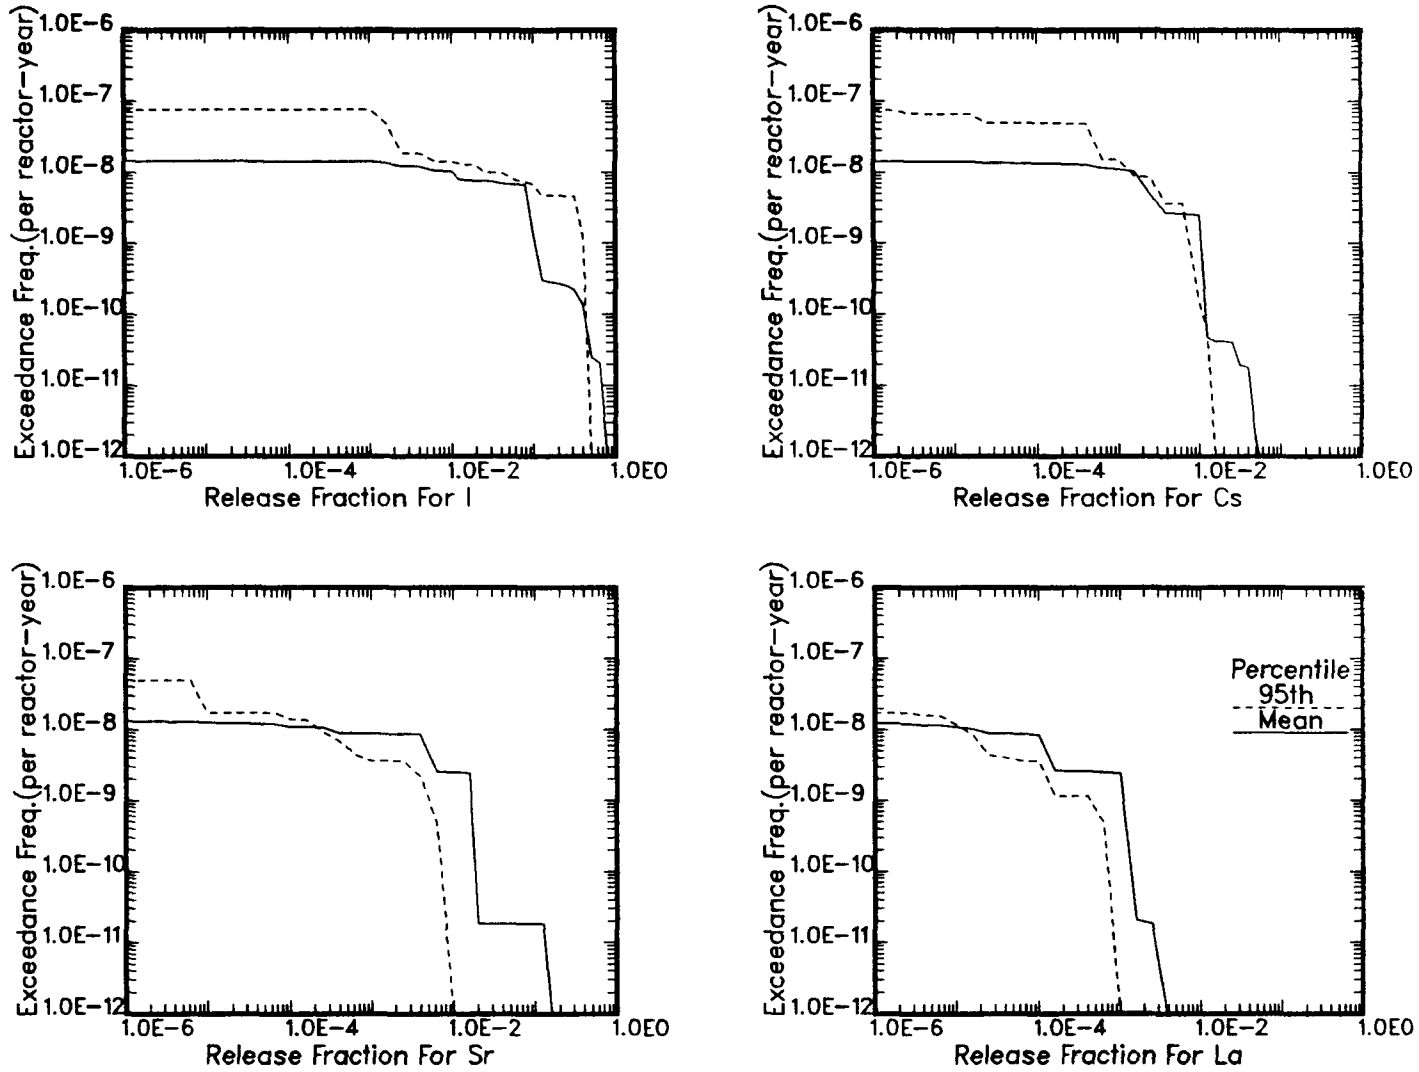 Exceedance Freq.(per reactor-year)
1.0E-6
1.0E-7
1.0E-8
1.0E-9
1.0E-10
1.0E-11
1.0E-12
1.0E-6 1.0E-4 1.0E-2 1.0E0
Release Fraction For I
Exceedance Freq.(per reactor-year)
1.0E-6
1.0E-7
1.0E-8
1.0E-9
1.0E-10
1.0E-11
1.0E-12
1.0E-6 1.0E-4 1.0E-2 1.0E0
Release Fraction For Cs
Exceedance Freq.(per reactor-year)
1.0E-6
1.0E-7
1.0E-8
1.0E-9
1.0E-10
1.0E-11
1.0E-12
1.0E-6 1.0E-4 1.0E-2 1.0E0
Release Fraction For Sr
Exceedance Freq.(per reactor-year)
1.0E-6
1.0E-7
1.0E-8
1.0E-9
1.0E-10
1.0E-11
1.0E-12
Percentile
95th
Mean
1.0E-6 1.0E-4 1.0E-2 1.0E0
Release Fraction For La